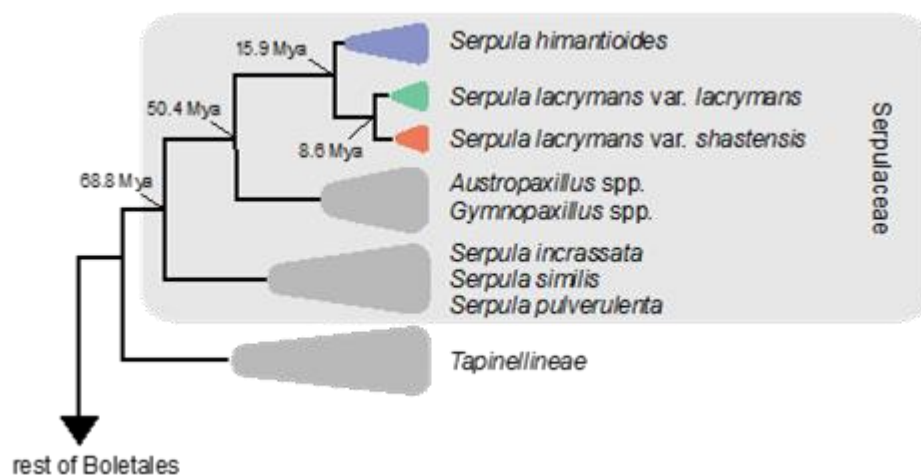 15.9 Mya
Serpula himantioides
50.4 Mya
Serpula lacrymans var. lacrymans
8.6 Mya
Serpula lacrymans var. shastensis
68.8 Mya
Austropaxillus spp.
Gymnopaxillus spp.
Serpula incrassata
Serpula similis
Serpula pulverulenta
Serpulaceae
Tapinellineae
rest of Boletales